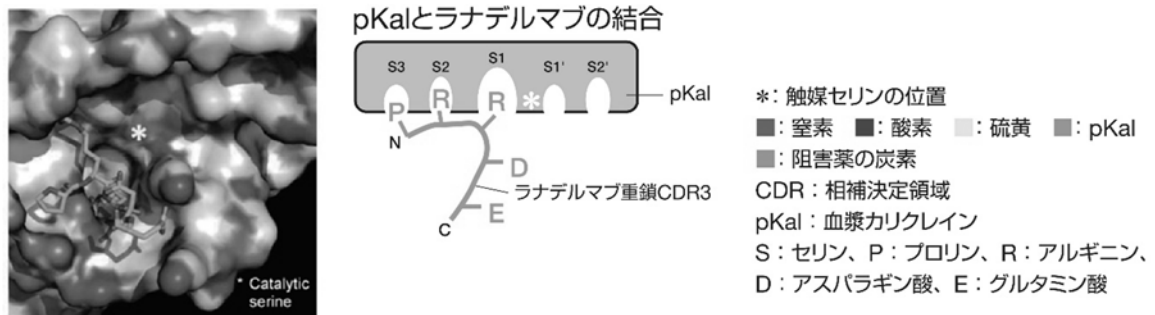 pKalとラナデルマブの結合
S3 S2 S1 S1' S2'
P R R *
pKal
N
D
ラナデルマブ重鎖CDR3
E
C
*
* Catalytic
serine
*：触媒セリンの位置
■：窒素 ■：酸素 ■：硫黄 ■：pKal
■：阻害薬の炭素
CDR：相補決定領域
pKal：血漿カリクレイン
S：セリン、P：プロリン、R：アルギニン、
D：アスパラギン酸、E：グルタミン酸